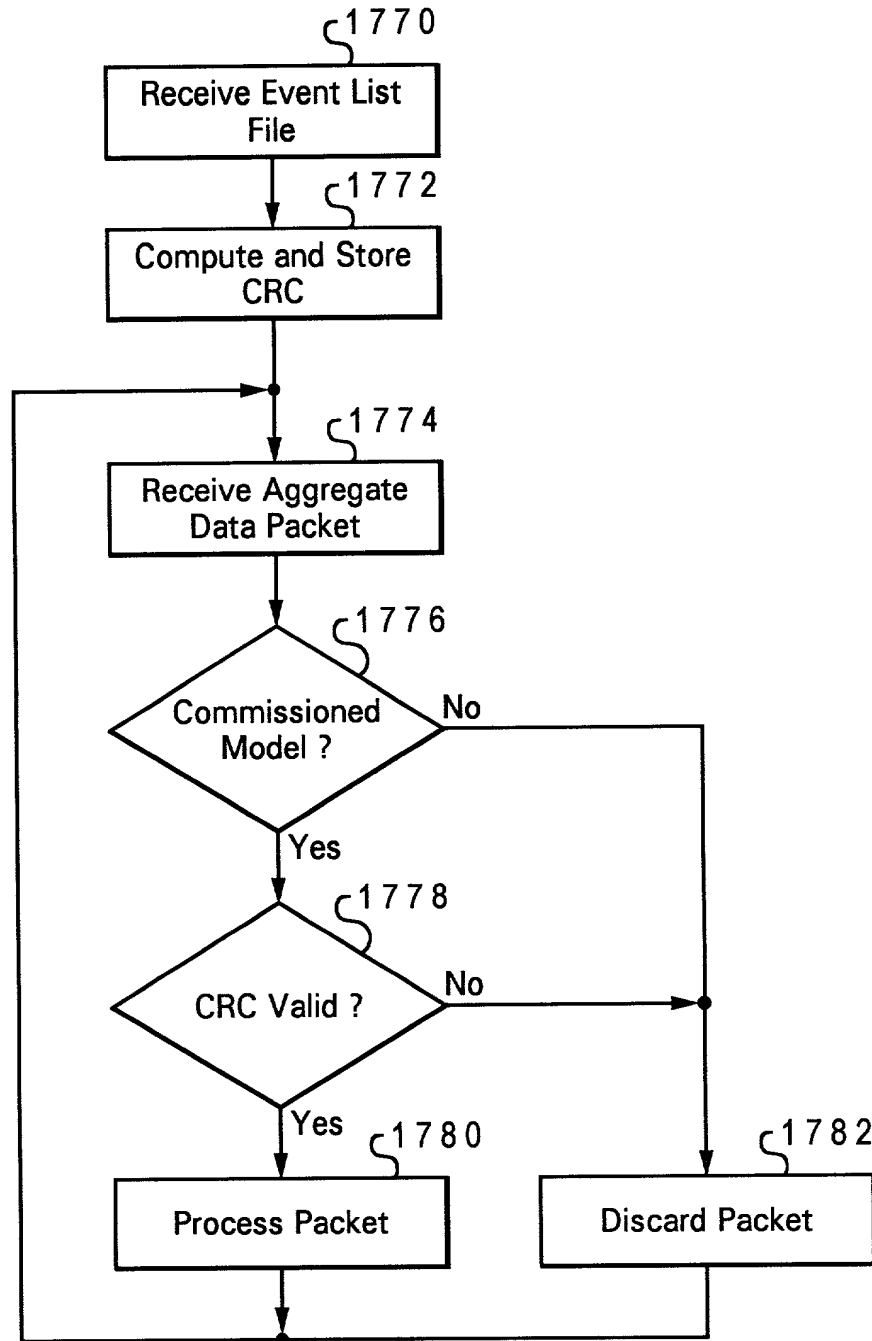 1770
Receive Event List
File
1772
Compute and Store
CRC
1774
Receive Aggregate
Data Packet
1776
Commissioned
Model ?
No
Yes
1778
CRC Valid ?
No
Yes
1780
Process Packet
1782
Discard Packet